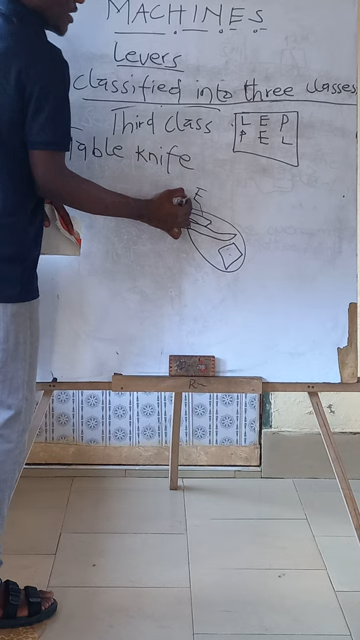 MACHINES
Levers
classified into three classes
Third class
L E P
P E L
Table knife
E
R